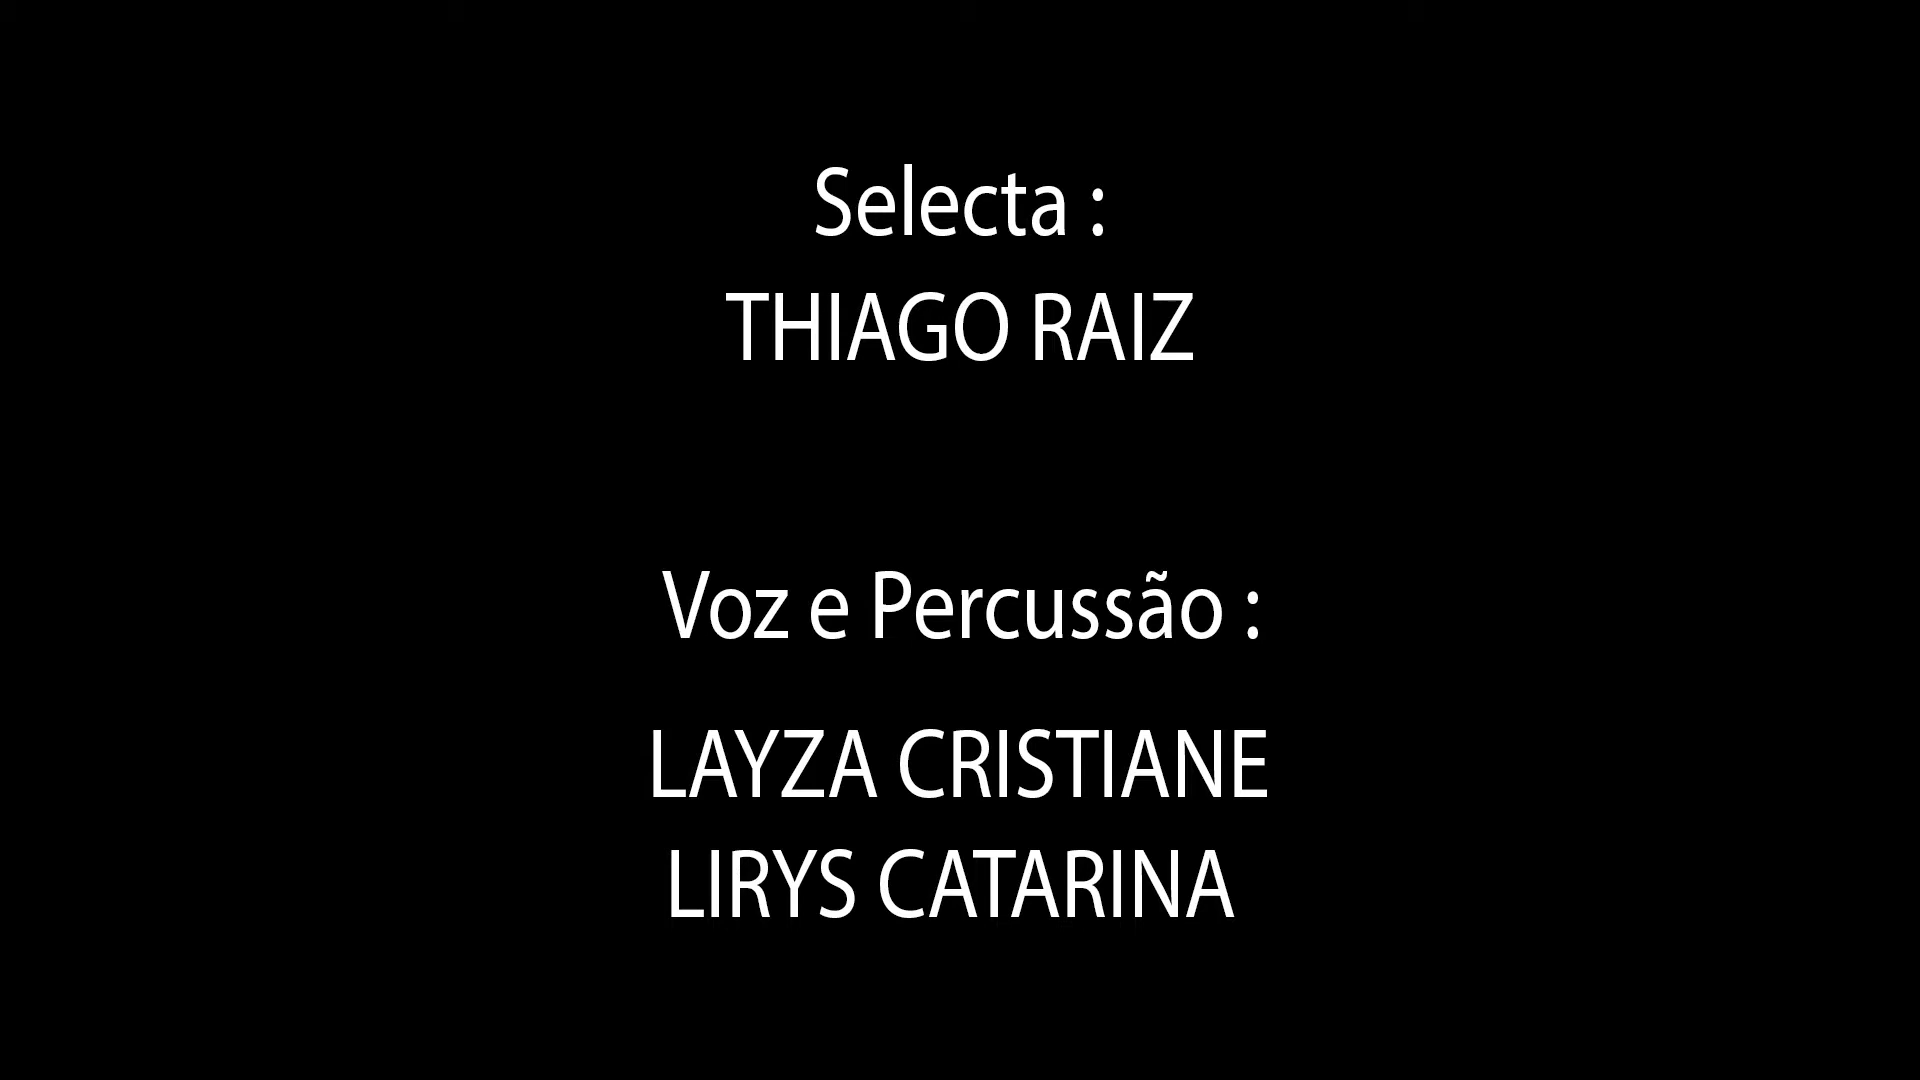 Selecta :
THIAGO RAIZ
Voz e Percussão :
LAYZA CRISTIANE
LIRYS CATARINA